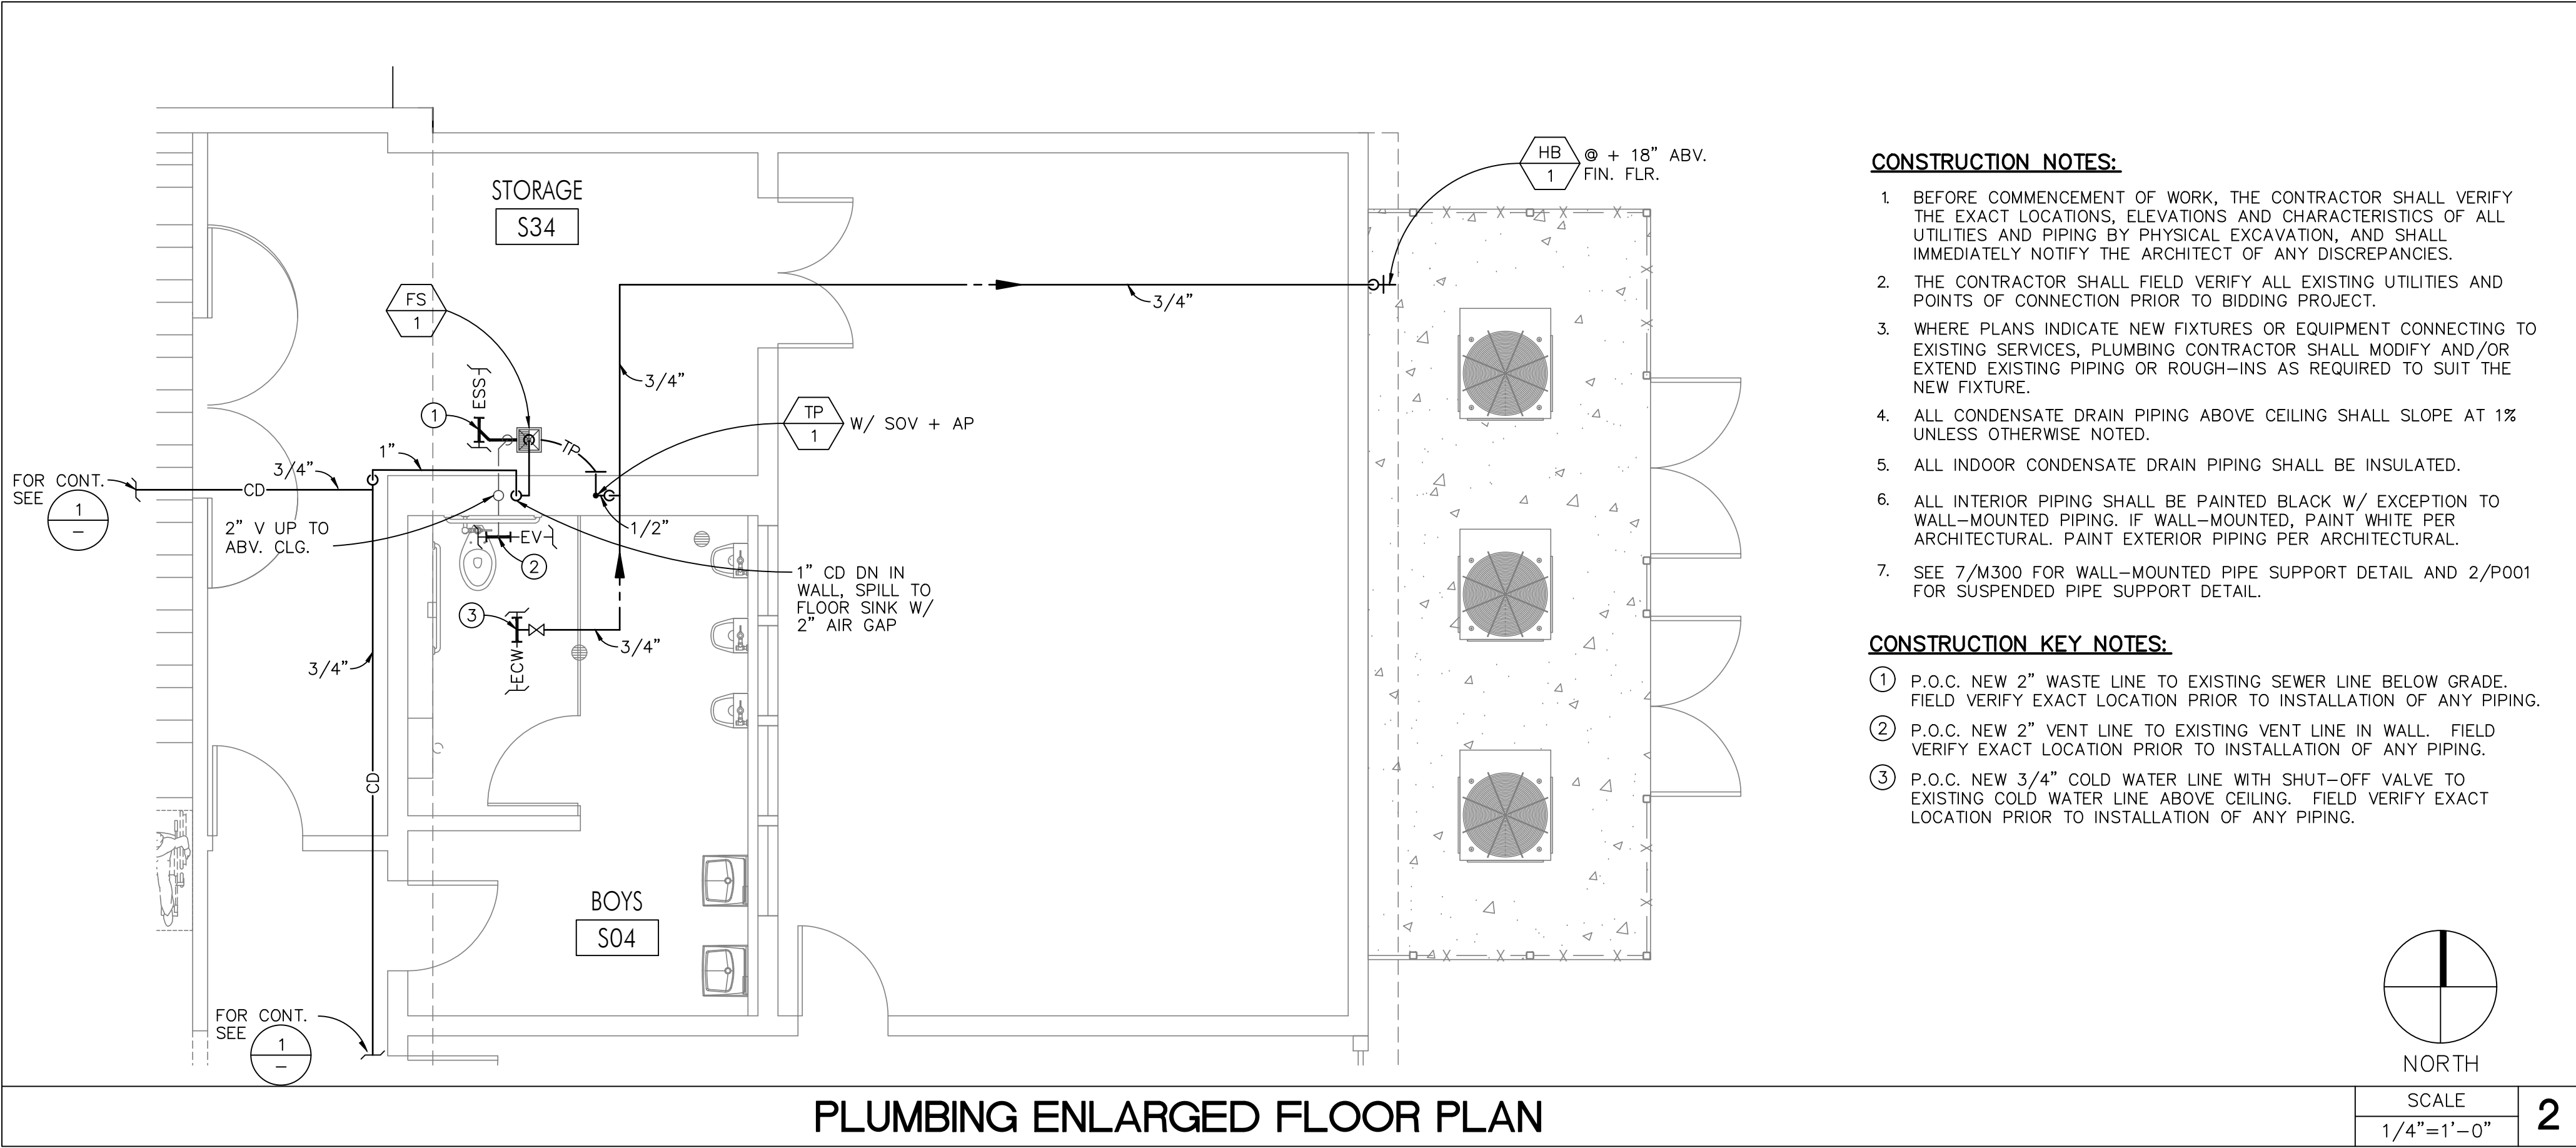 STORAGE
S34
HB
1
@ + 18" ABV.
FIN. FLR.
FS
1
3/4"
3/4"
ESS
1
TP
TP
1
W/ SOV + AP
1"
3/4"
CD
FOR CONT.
SEE
1
–
2" V UP TO
ABV. CLG.
1/2"
EV
2
1" CD DN IN
WALL, SPILL TO
FLOOR SINK W/
2" AIR GAP
3
ECW
3/4"
3/4"
CD
BOYS
S04
FOR CONT.
SEE
1
–
CONSTRUCTION NOTES:
1. BEFORE COMMENCEMENT OF WORK, THE CONTRACTOR SHALL VERIFY
THE EXACT LOCATIONS, ELEVATIONS AND CHARACTERISTICS OF ALL
UTILITIES AND PIPING BY PHYSICAL EXCAVATION, AND SHALL
IMMEDIATELY NOTIFY THE ARCHITECT OF ANY DISCREPANCIES.
2. THE CONTRACTOR SHALL FIELD VERIFY ALL EXISTING UTILITIES AND
POINTS OF CONNECTION PRIOR TO BIDDING PROJECT.
3. WHERE PLANS INDICATE NEW FIXTURES OR EQUIPMENT CONNECTING TO
EXISTING SERVICES, PLUMBING CONTRACTOR SHALL MODIFY AND/OR
EXTEND EXISTING PIPING OR ROUGH–INS AS REQUIRED TO SUIT THE
NEW FIXTURE.
4. ALL CONDENSATE DRAIN PIPING ABOVE CEILING SHALL SLOPE AT 1%
UNLESS OTHERWISE NOTED.
5. ALL INDOOR CONDENSATE DRAIN PIPING SHALL BE INSULATED.
6. ALL INTERIOR PIPING SHALL BE PAINTED BLACK W/ EXCEPTION TO
WALL–MOUNTED PIPING. IF WALL–MOUNTED, PAINT WHITE PER
ARCHITECTURAL. PAINT EXTERIOR PIPING PER ARCHITECTURAL.
7. SEE 7/M300 FOR WALL–MOUNTED PIPE SUPPORT DETAIL AND 2/P001
FOR SUSPENDED PIPE SUPPORT DETAIL.
CONSTRUCTION KEY NOTES:
1 P.O.C. NEW 2" WASTE LINE TO EXISTING SEWER LINE BELOW GRADE.
FIELD VERIFY EXACT LOCATION PRIOR TO INSTALLATION OF ANY PIPING.
2 P.O.C. NEW 2" VENT LINE TO EXISTING VENT LINE IN WALL. FIELD
VERIFY EXACT LOCATION PRIOR TO INSTALLATION OF ANY PIPING.
3 P.O.C. NEW 3/4" COLD WATER LINE WITH SHUT–OFF VALVE TO
EXISTING COLD WATER LINE ABOVE CEILING. FIELD VERIFY EXACT
LOCATION PRIOR TO INSTALLATION OF ANY PIPING.
NORTH
PLUMBING ENLARGED FLOOR PLAN
SCALE
1/4"=1'–0"
2